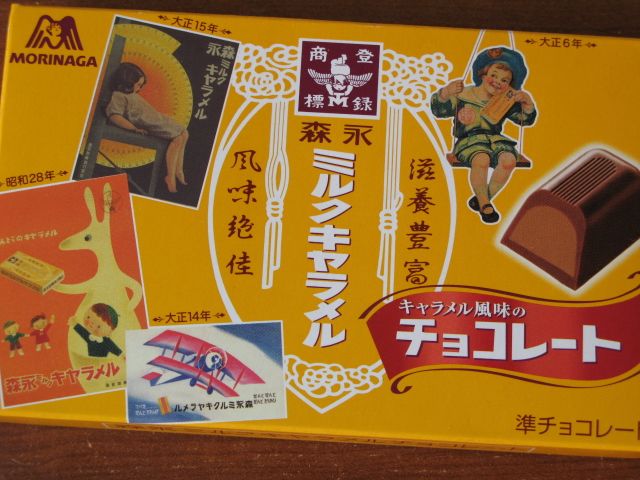 MORINAGA
大正15年
森永ミルクキャラメル
昭和28年
森永 キャラメル
大正14年
ルメラヤキクルミ永森
登録商標
森永
ミルクキャラメル
滋養豊富
風味絶佳
大正6年
キャラメル風味の
チョコレート
準チョコレート